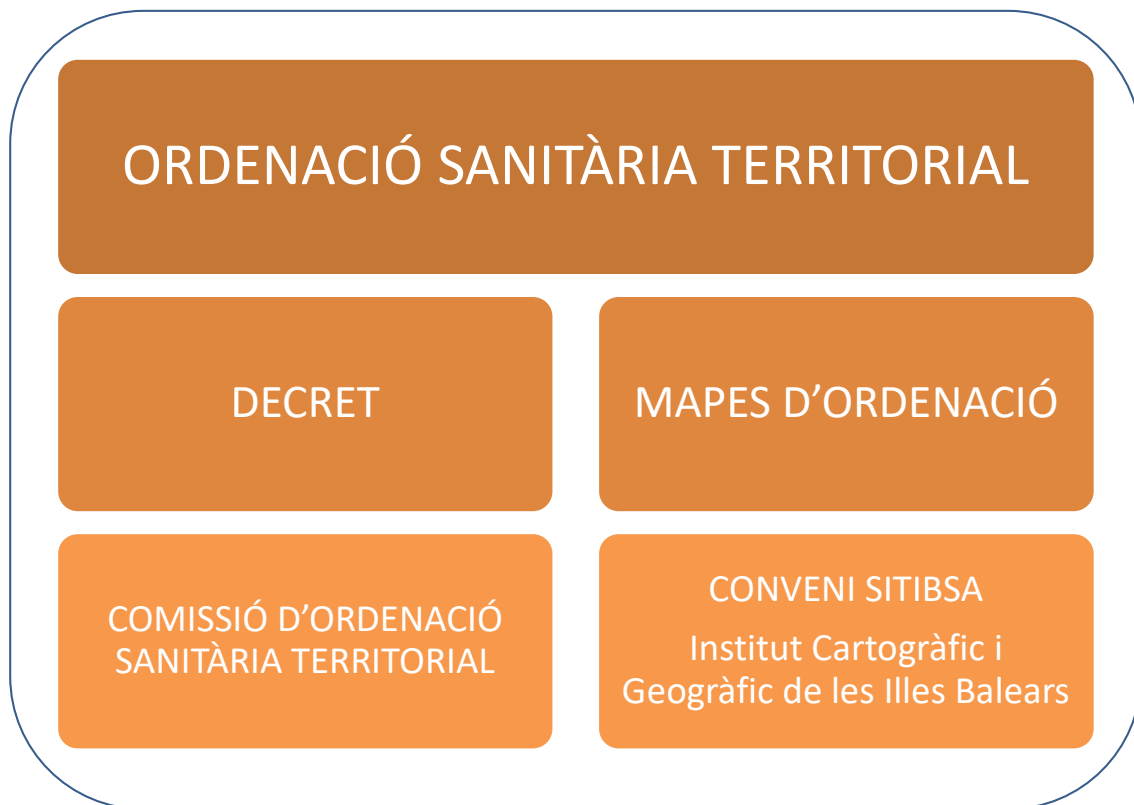 ORDENACIÓ SANITÀRIA TERRITORIAL
DECRET
MAPES D’ORDENACIÓ
COMISSIÓ D’ORDENACIÓ
SANITÀRIA TERRITORIAL
CONVENI SITIBSA
Institut Cartogràfic i
Geogràfic de les Illes Balears